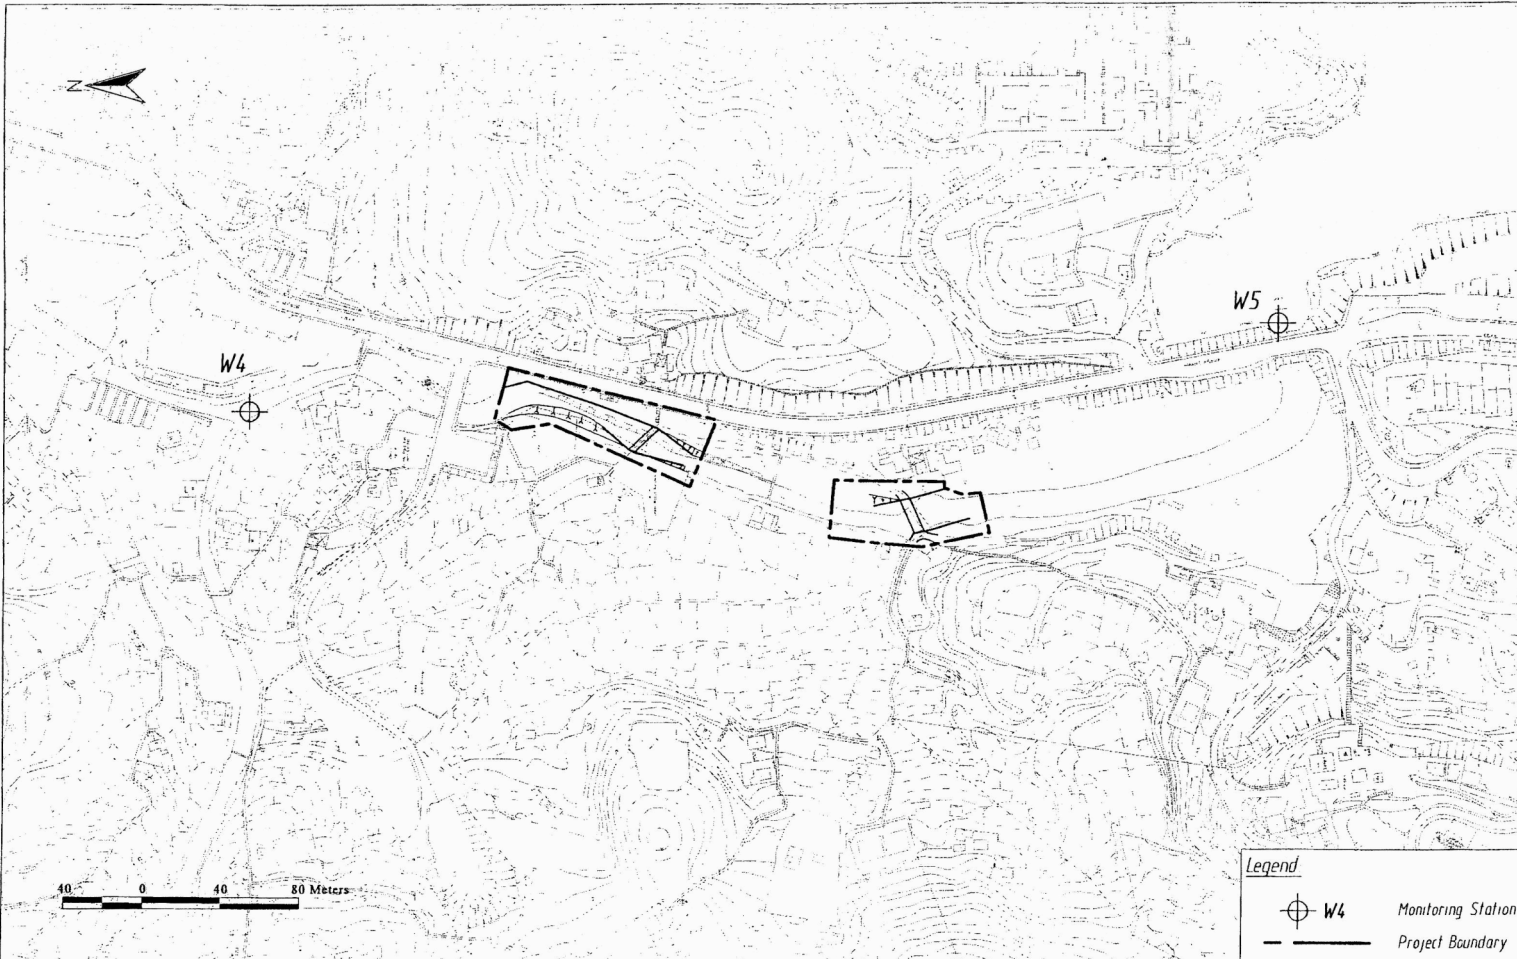 N
W4
W5
40 0 40 80 Meters
Legend
W4 Monitoring Station
Project Boundary